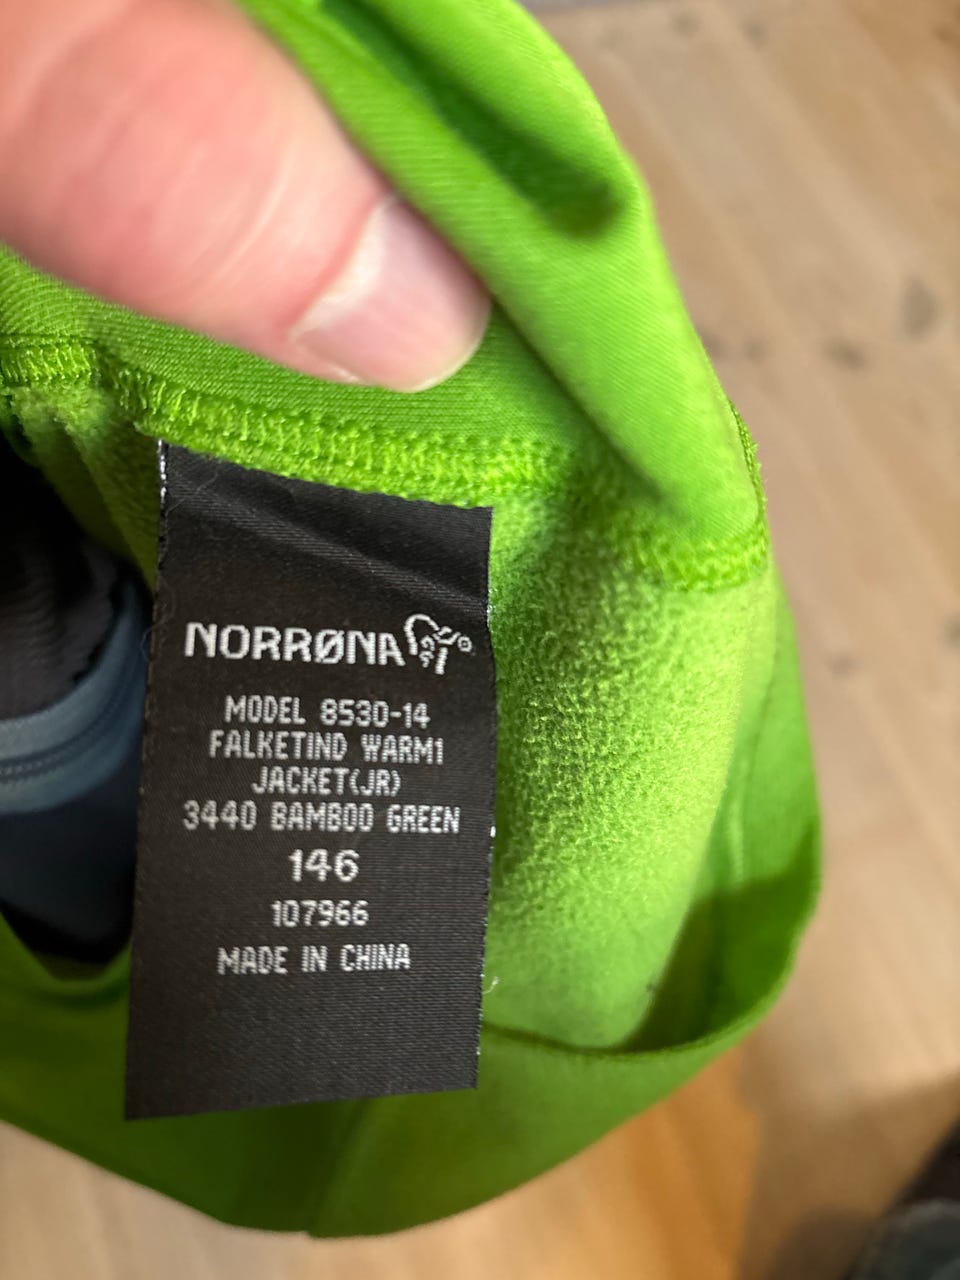 NORRØNA
MODEL 8530-14
FALKETIND WARM1
JACKET(JR)
3440 BAMBOO GREEN
146
107966
MADE IN CHINA